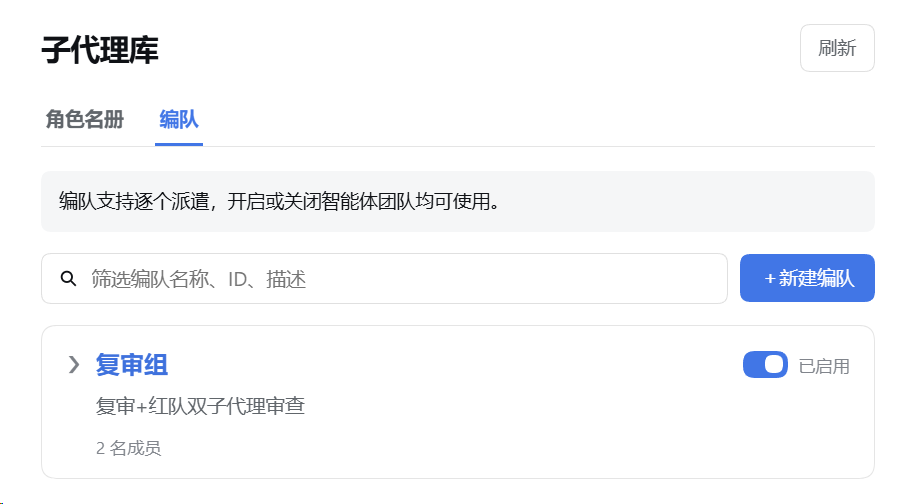 子代理库
刷新
角色名册
编队
编队支持逐个派遣，开启或关闭智能体团队均可使用。
筛选编队名称、ID、描述
+新建编队
复审组
已启用
复审+红队双子代理审查
2 名成员